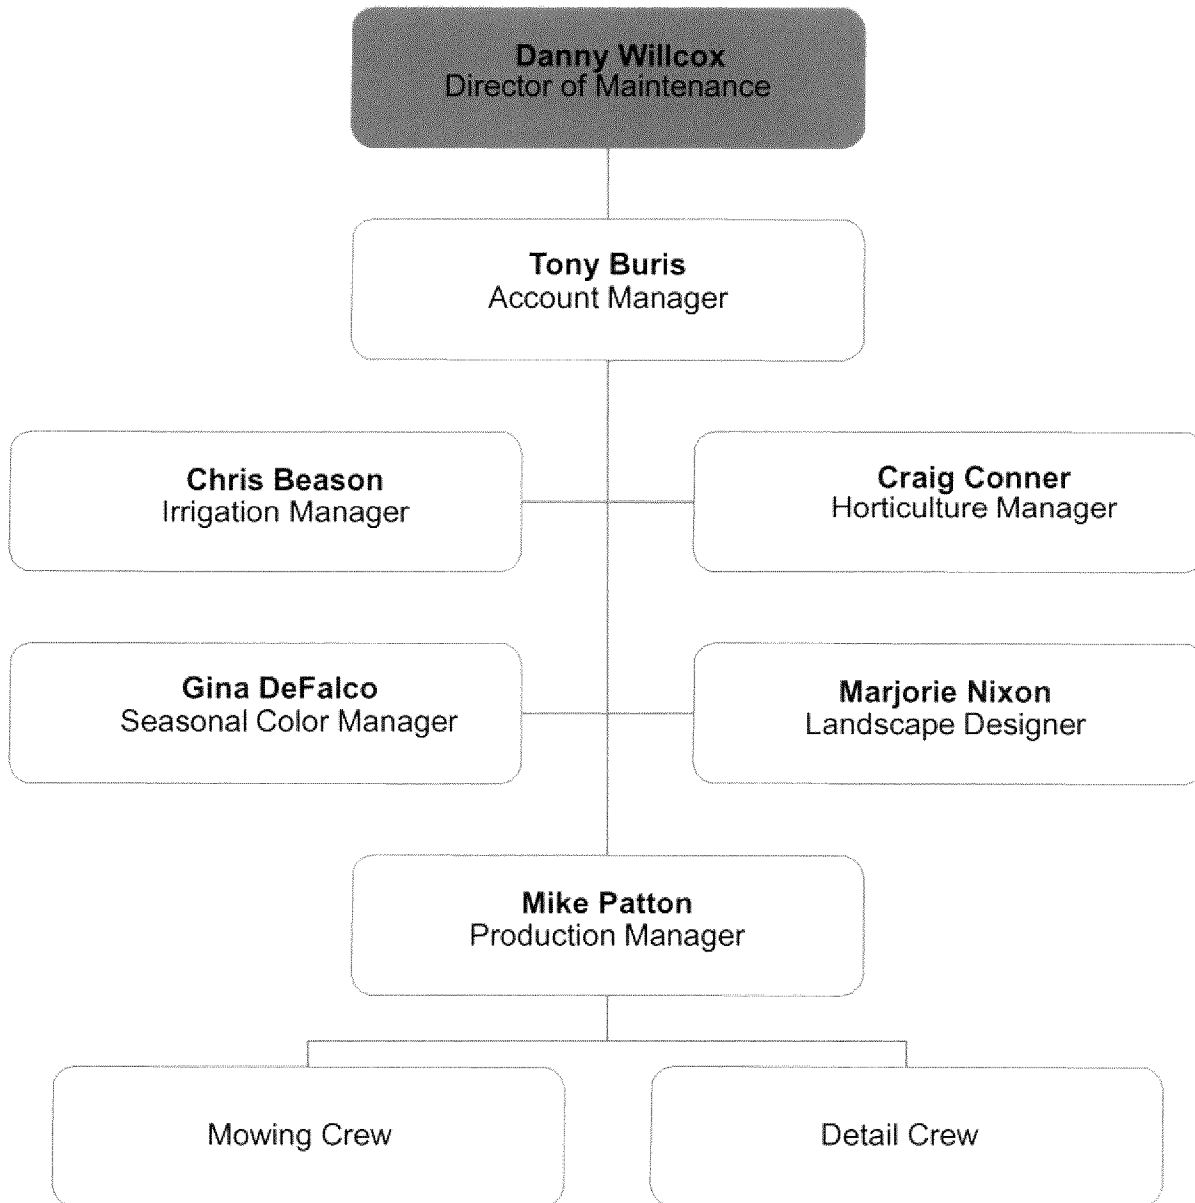 Danny Willcox
Director of Maintenance
Tony Buris
Account Manager
Chris Beason
Irrigation Manager
Craig Conner
Horticulture Manager
Gina DeFalco
Seasonal Color Manager
Marjorie Nixon
Landscape Designer
Mike Patton
Production Manager
Mowing Crew
Detail Crew